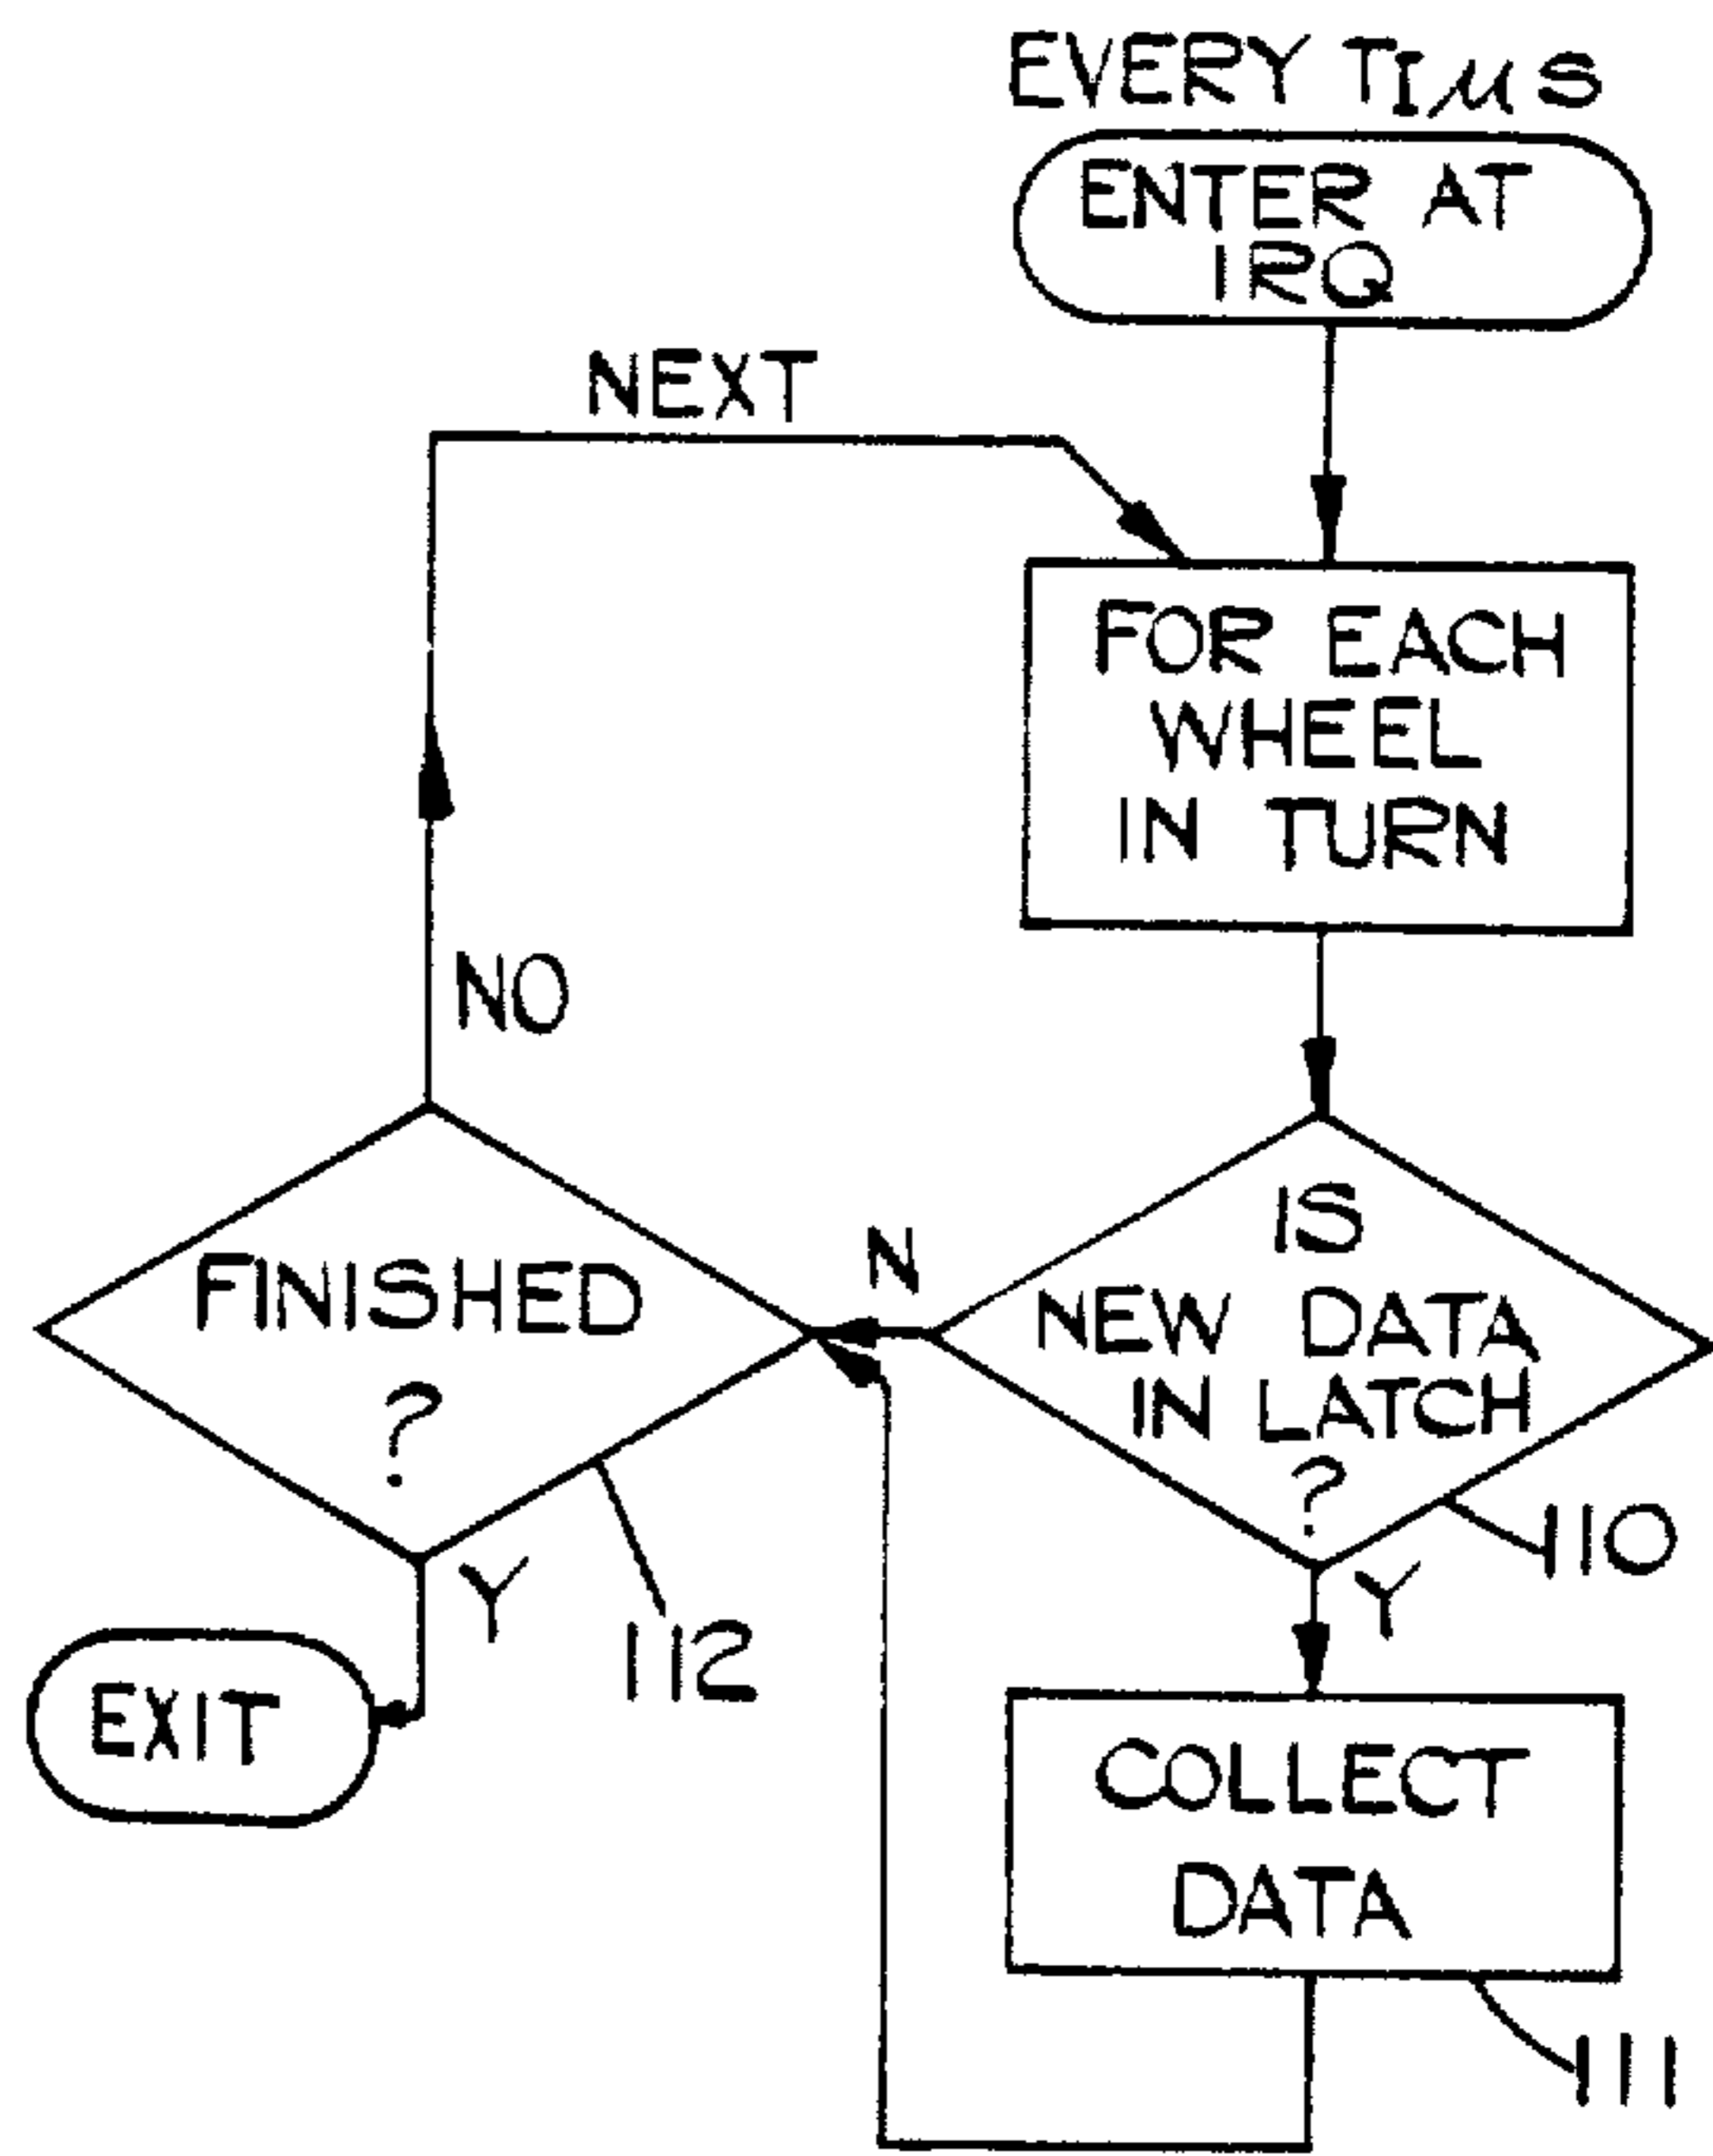 EVERY TIμS
ENTER AT
IRQ
NEXT
FOR EACH
WHEEL
IN TURN
NO
IS
NEW DATA
IN LATCH
?
N
FINISHED
?
110
Y
Y
112
EXIT
COLLECT
DATA
111